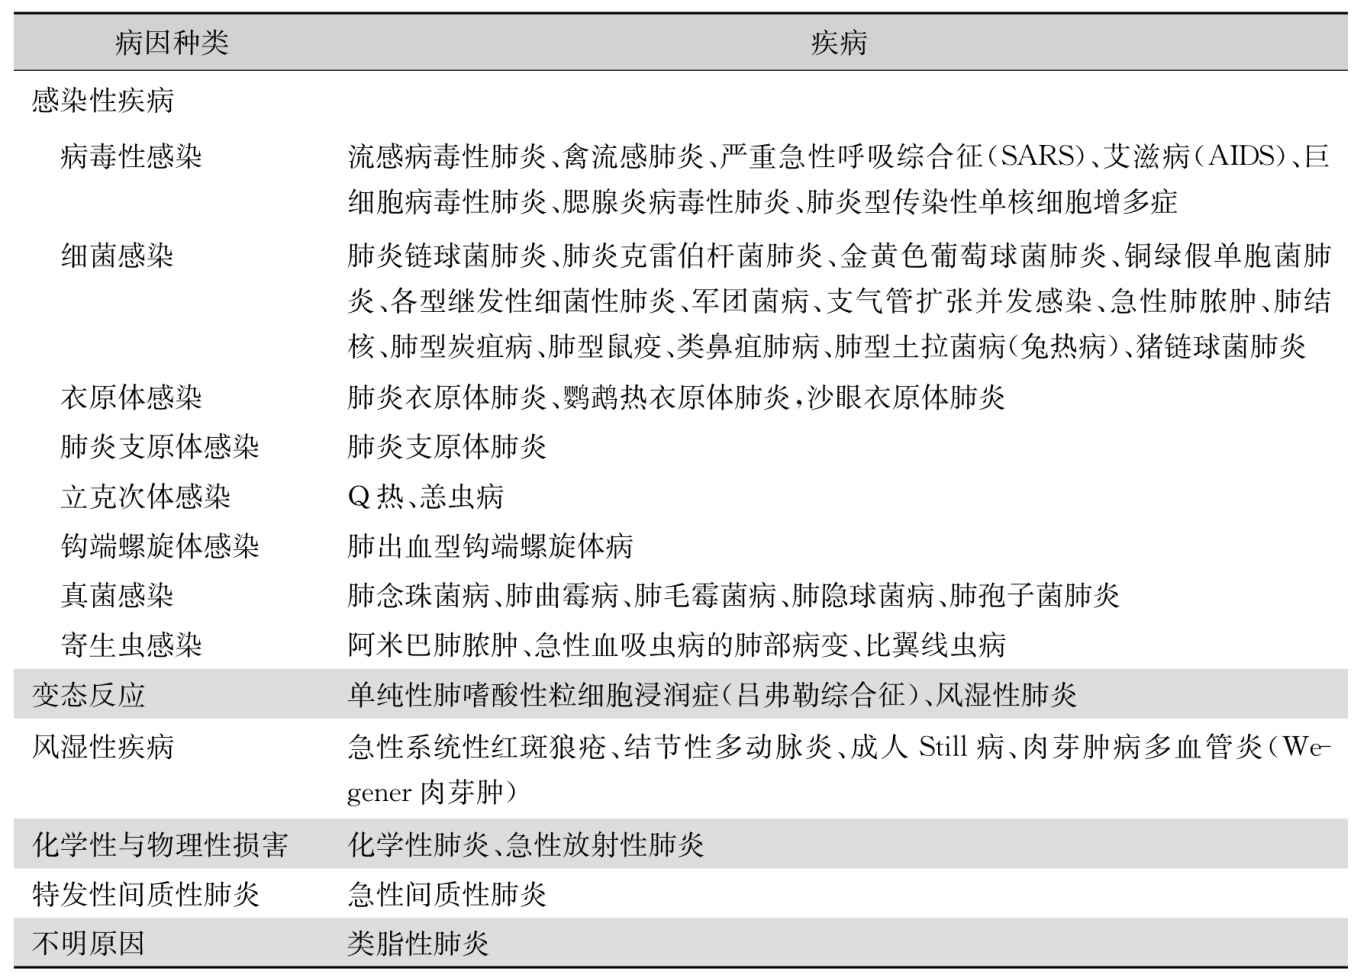 病因种类 疾病
感染性疾病
病毒性感染 流感病毒性肺炎、禽流感肺炎、严重急性呼吸综合征(SARS)、艾滋病(AIDS)、巨
细胞病毒性肺炎、腮腺炎病毒性肺炎、肺炎型传染性单核细胞增多症
细菌感染 肺炎链球菌肺炎、肺炎克雷伯杆菌肺炎、金黄色葡萄球菌肺炎、铜绿假单胞菌肺
炎、各型继发性细菌性肺炎、军团菌病、支气管扩张并发感染、急性肺脓肿、肺结
核、肺型炭疽病、肺型鼠疫、类鼻疽肺病、肺型土拉菌病(兔热病)、猪链球菌肺炎
衣原体感染 肺炎衣原体肺炎、鹦鹉热衣原体肺炎,沙眼衣原体肺炎
肺炎支原体感染 肺炎支原体肺炎
立克次体感染 Q热、恙虫病
钩端螺旋体感染 肺出血型钩端螺旋体病
真菌感染 肺念珠菌病、肺曲霉病、肺毛霉菌病、肺隐球菌病、肺孢子菌肺炎
寄生虫感染 阿米巴肺脓肿、急性血吸虫病的肺部病变、比翼线虫病
变态反应 单纯性肺嗜酸性粒细胞浸润症(吕弗勒综合征)、风湿性肺炎
风湿性疾病 急性系统性红斑狼疮、结节性多动脉炎、成人 Still 病、肉芽肿病多血管炎(We-
gener 肉芽肿)
化学性与物理性损害 化学性肺炎、急性放射性肺炎
特发性间质性肺炎 急性间质性肺炎
不明原因 类脂性肺炎